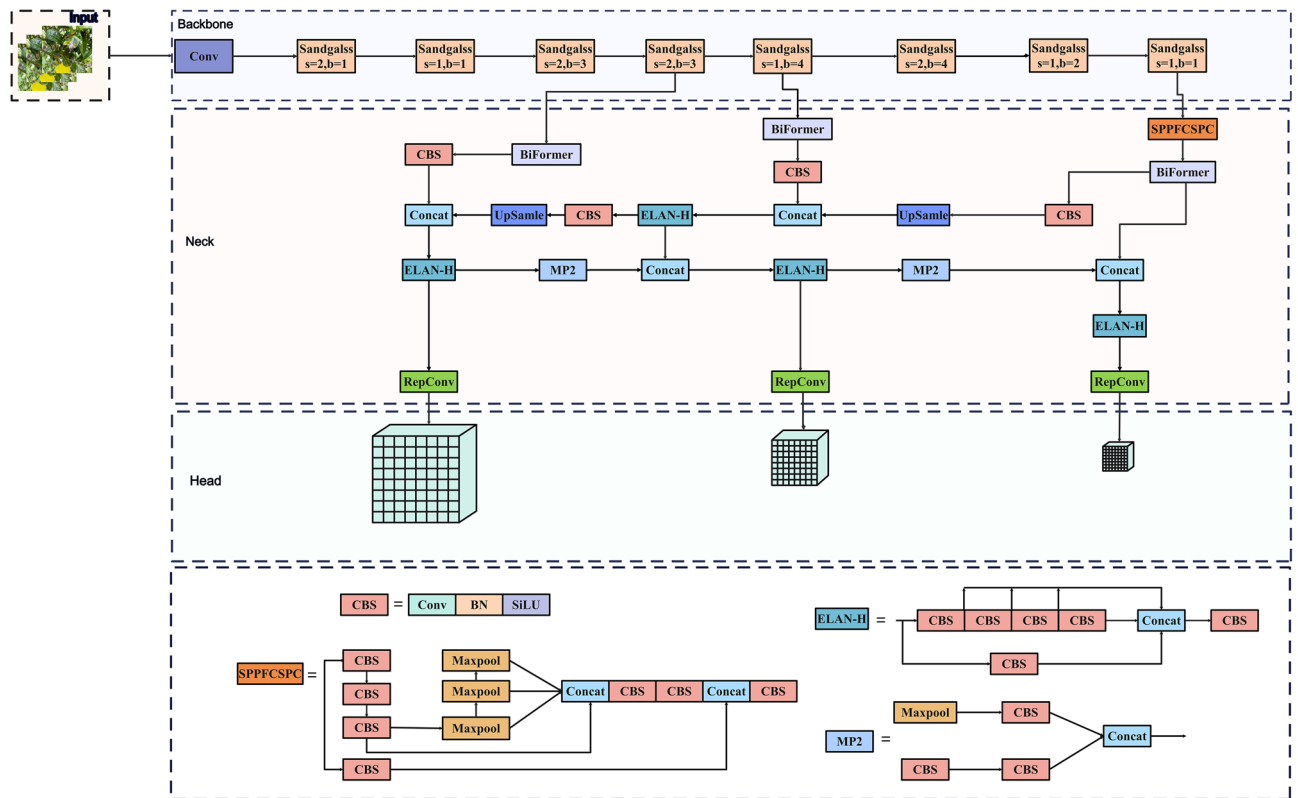 Input
Backbone
Conv
Sandgalss
s=2,b=1
Sandgalss
s=1,b=1
Sandgalss
s=2,b=3
Sandgalss
s=2,b=3
Sandgalss
s=1,b=4
Sandgalss
s=2,b=4
Sandgalss
s=1,b=2
Sandgalss
s=1,b=1
Neck
BiFormer
SPPFCSPC
CBS
BiFormer
CBS
BiFormer
Concat
UpSamle
CBS
ELAN-H
Concat
UpSamle
CBS
ELAN-H
MP2
Concat
ELAN-H
MP2
Concat
ELAN-H
RepConv
RepConv
RepConv
Head
CBS
=
Conv
BN
SiLU
ELAN-H
=
CBS
CBS
CBS
CBS
Concat
CBS
CBS
SPPFCSPC
=
CBS
CBS
CBS
CBS
Maxpool
Maxpool
Maxpool
Concat
CBS
CBS
Concat
CBS
MP2
=
Maxpool
CBS
CBS
CBS
Concat